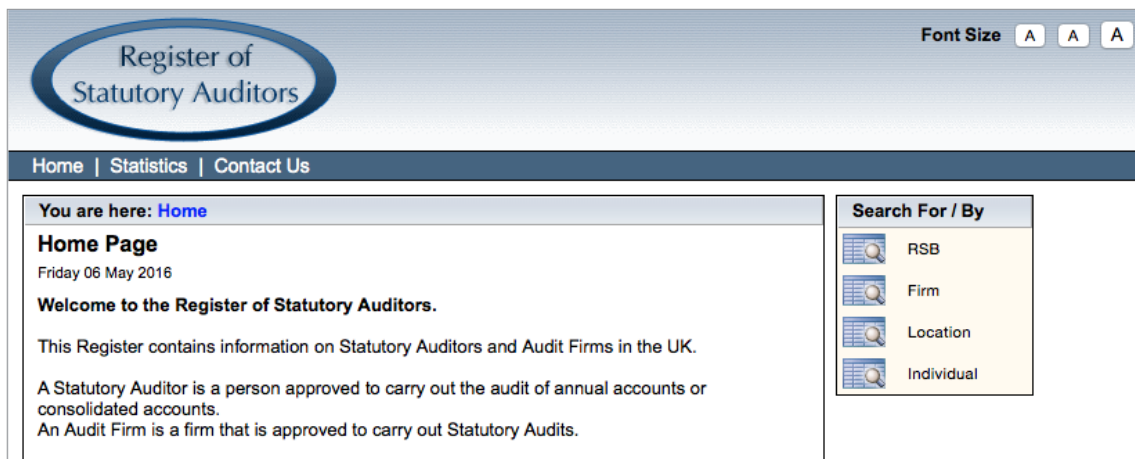 Register of
Statutory Auditors
Font Size A A A
Home | Statistics | Contact Us
You are here: Home
Home Page
Friday 06 May 2016
Welcome to the Register of Statutory Auditors.
This Register contains information on Statutory Auditors and Audit Firms in the UK.
A Statutory Auditor is a person approved to carry out the audit of annual accounts or
consolidated accounts.
An Audit Firm is a firm that is approved to carry out Statutory Audits.
Search For / By
RSB
Firm
Location
Individual